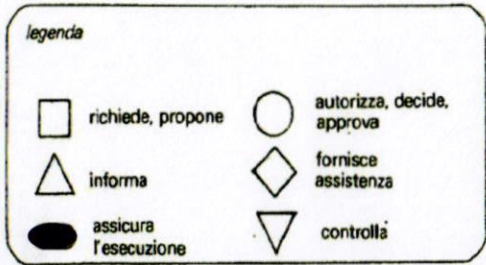 legenda
richiede, propone
autorizza, decide,
approva
informa
fornisce
assistenza
assicura
l'esecuzione
controlla